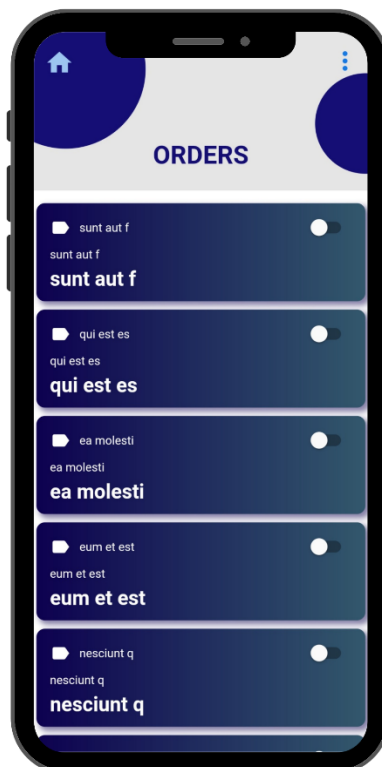 ORDERS
sunt aut f
sunt aut f
sunt aut f
qui est es
qui est es
qui est es
ea molesti
ea molesti
ea molesti
eum et est
eum et est
eum et est
nesciunt q
nesciunt q
nesciunt q